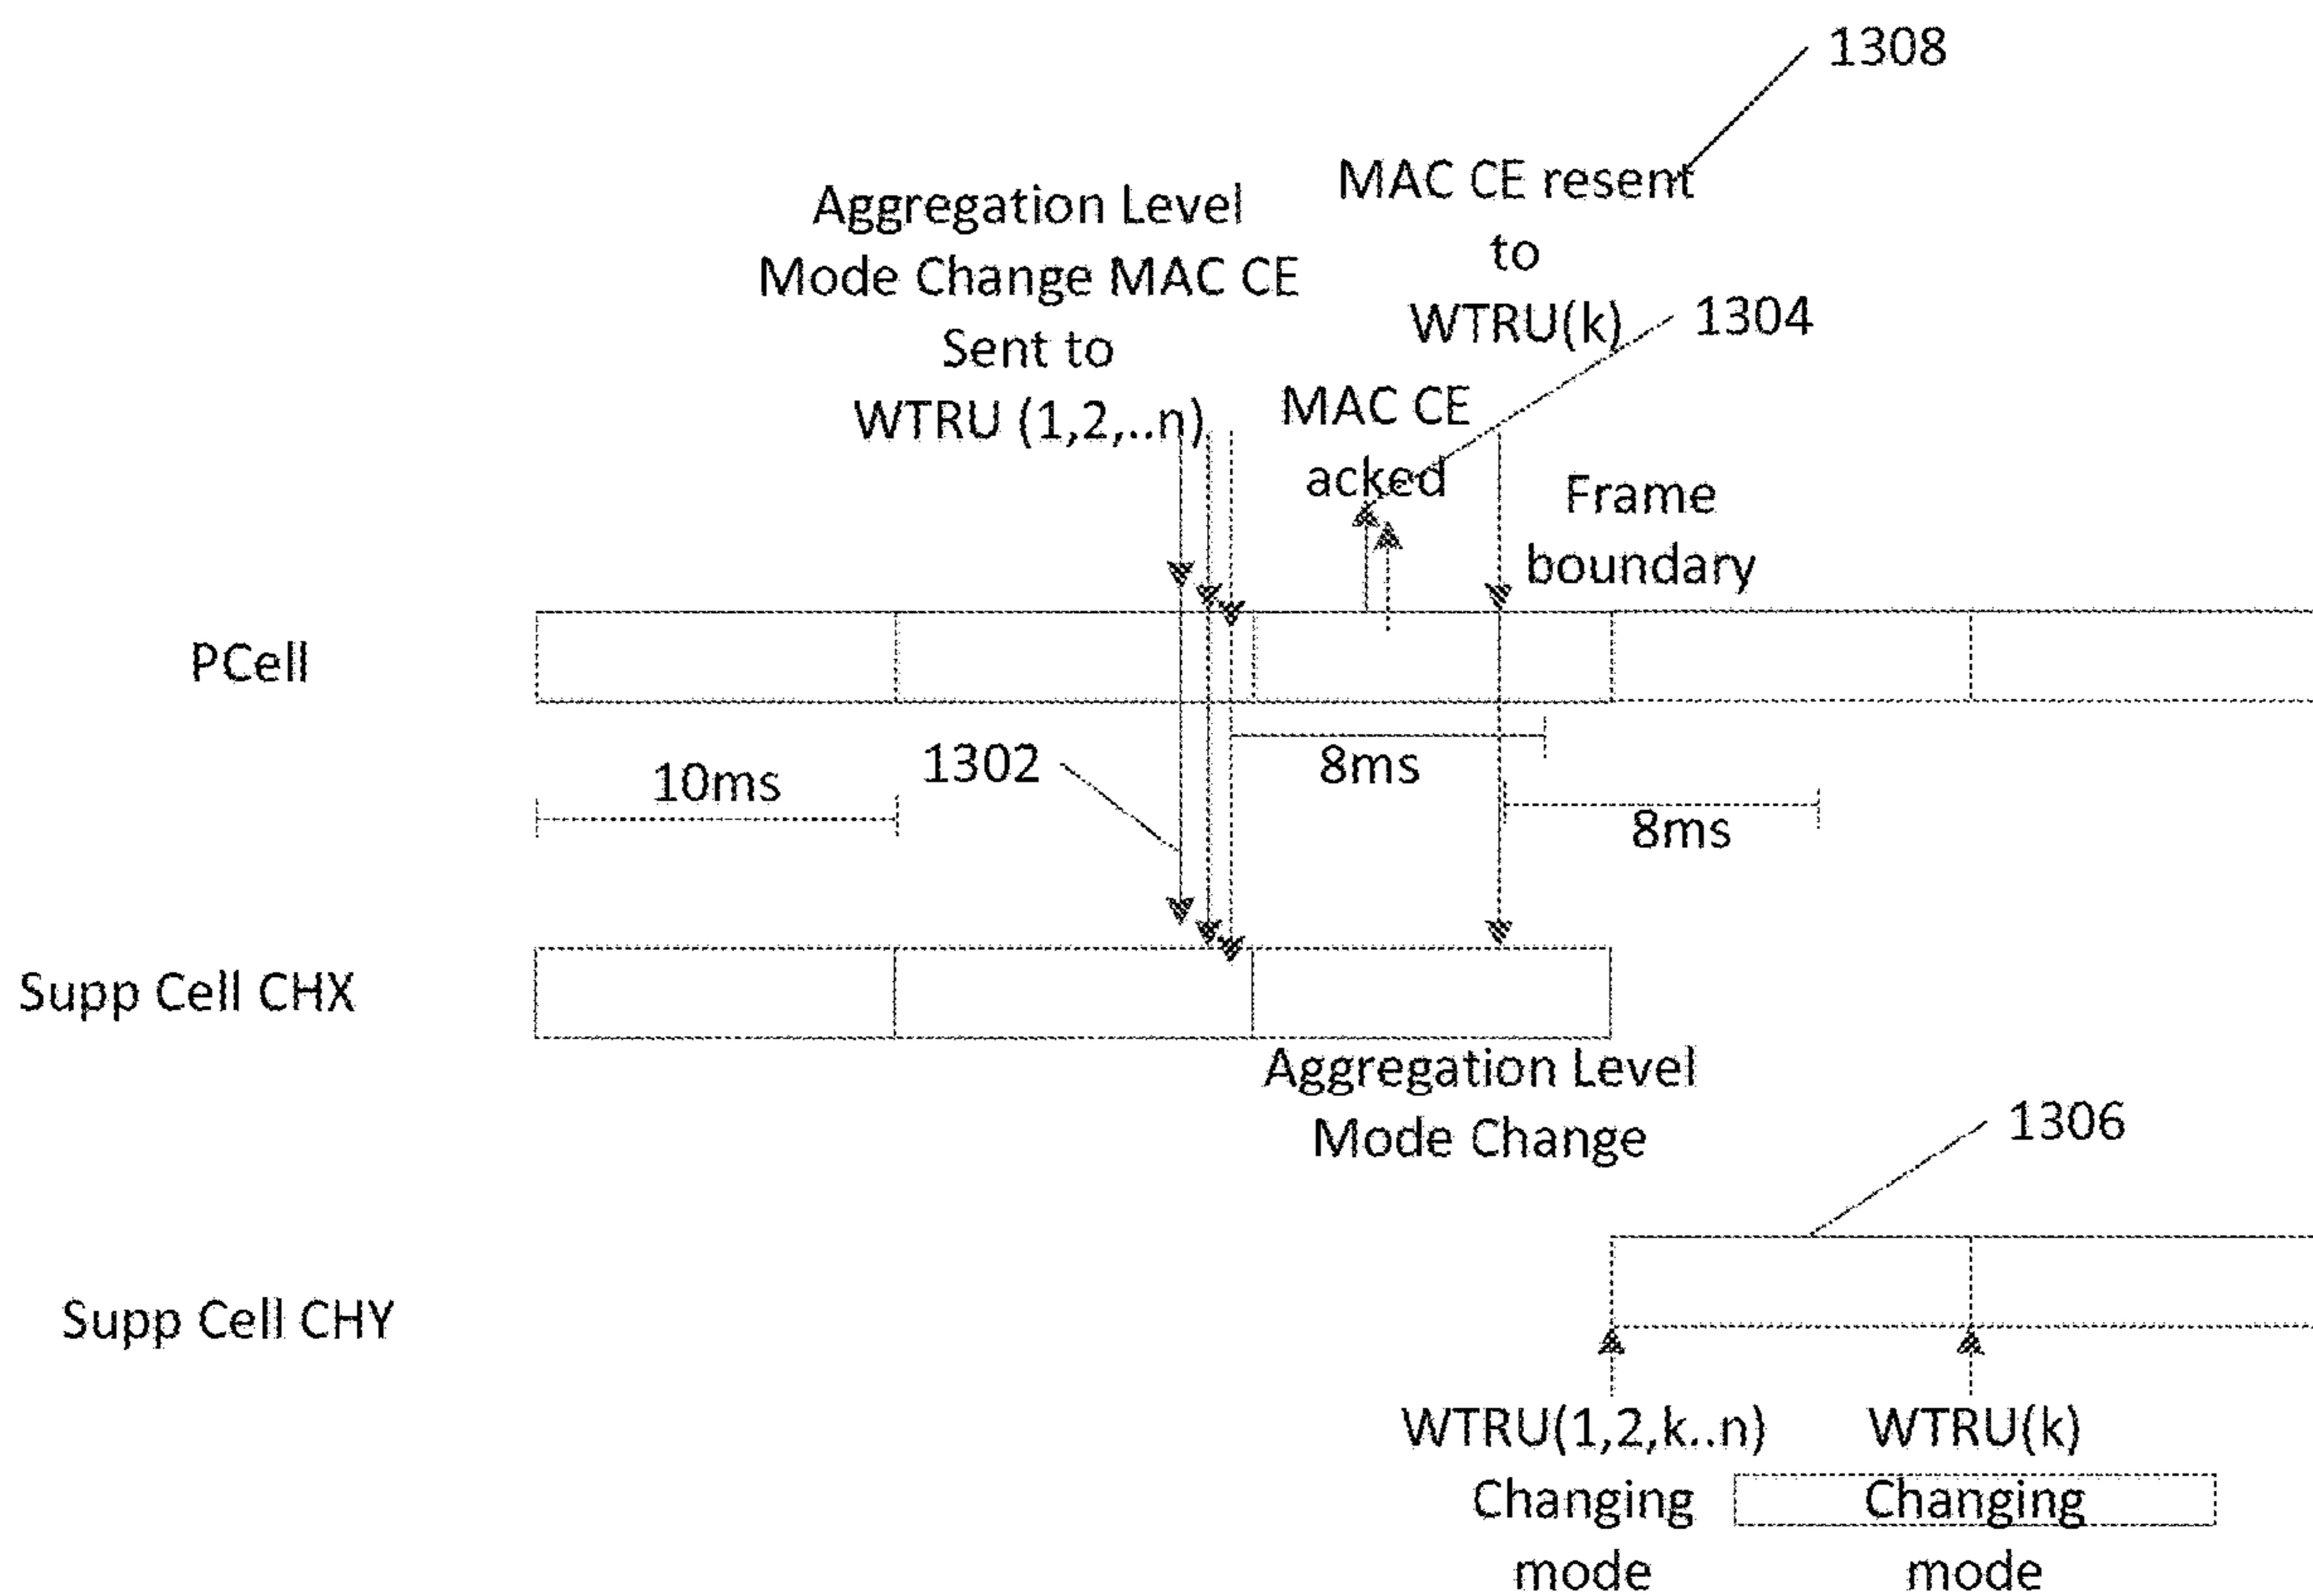 1308
MAC CE resent
to
WTRU(k)
Aggregation Level
Mode Change MAC CE
Sent to
WTRU (1,2,..n)
1304
MAC CE
acked
Frame
boundary
PCell
10ms
1302
8ms
8ms
Supp Cell CHX
Aggregation Level
Mode Change
1306
Supp Cell CHY
WTRU(1,2,k..n)
Changing
mode
WTRU(k)
Changing
mode